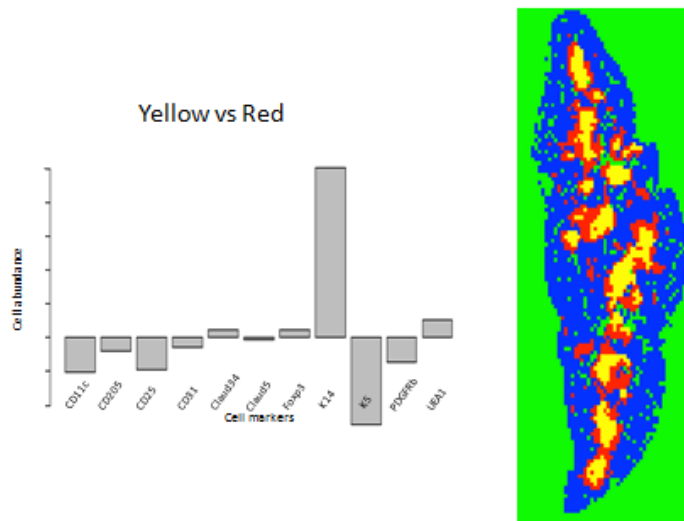 Yellow vs Red
Cell abundance
CD11c
CD205
CD25
CD31
Claud34
Claud5
Foxp3
K14
K5
PDGFRb
UEA1
Cell markers